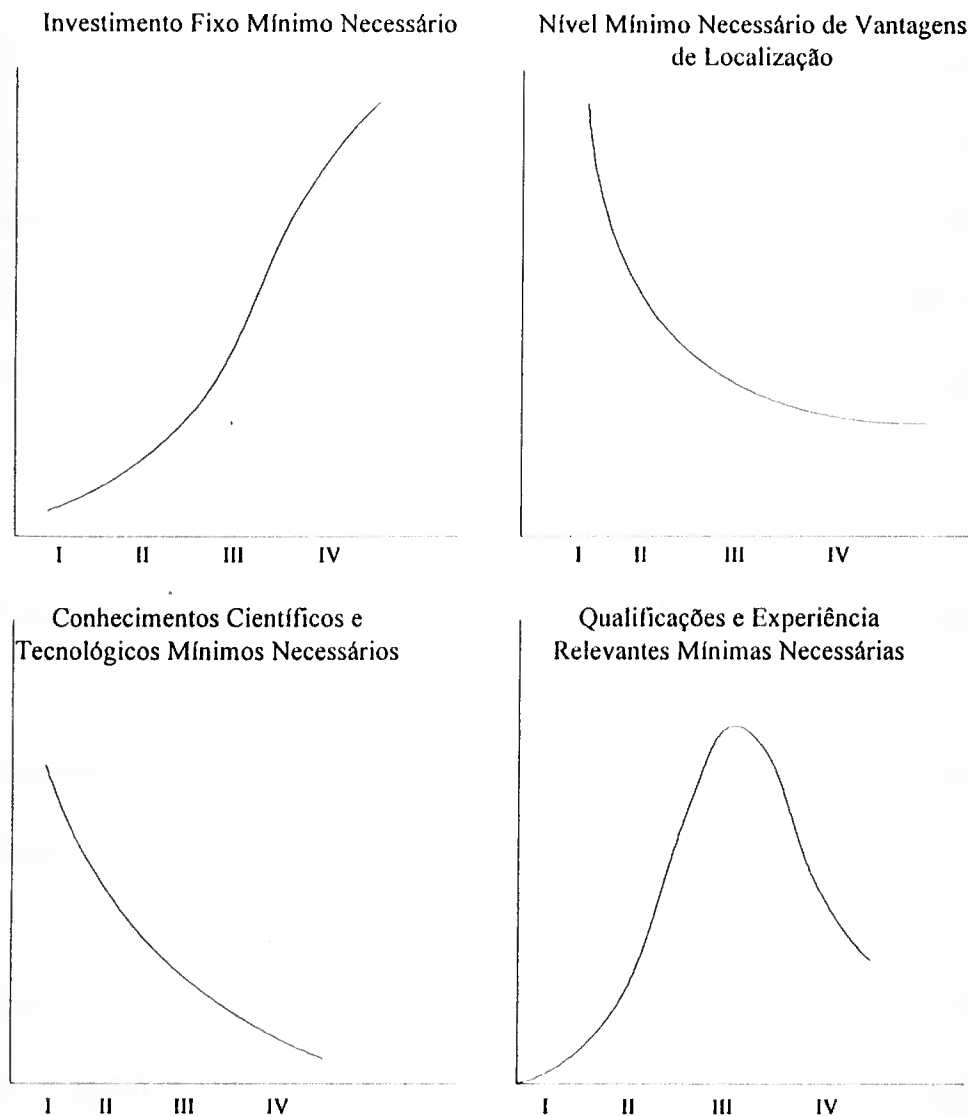 Investimento Fixo Mínimo Necessário
Nível Mínimo Necessário de Vantagens
de Localização
I II III IV
I II III IV
Conhecimentos Científicos e
Tecnológicos Mínimos Necessários
Qualificações e Experiência
Relevantes Mínimas Necessárias
I II III IV
I II III IV